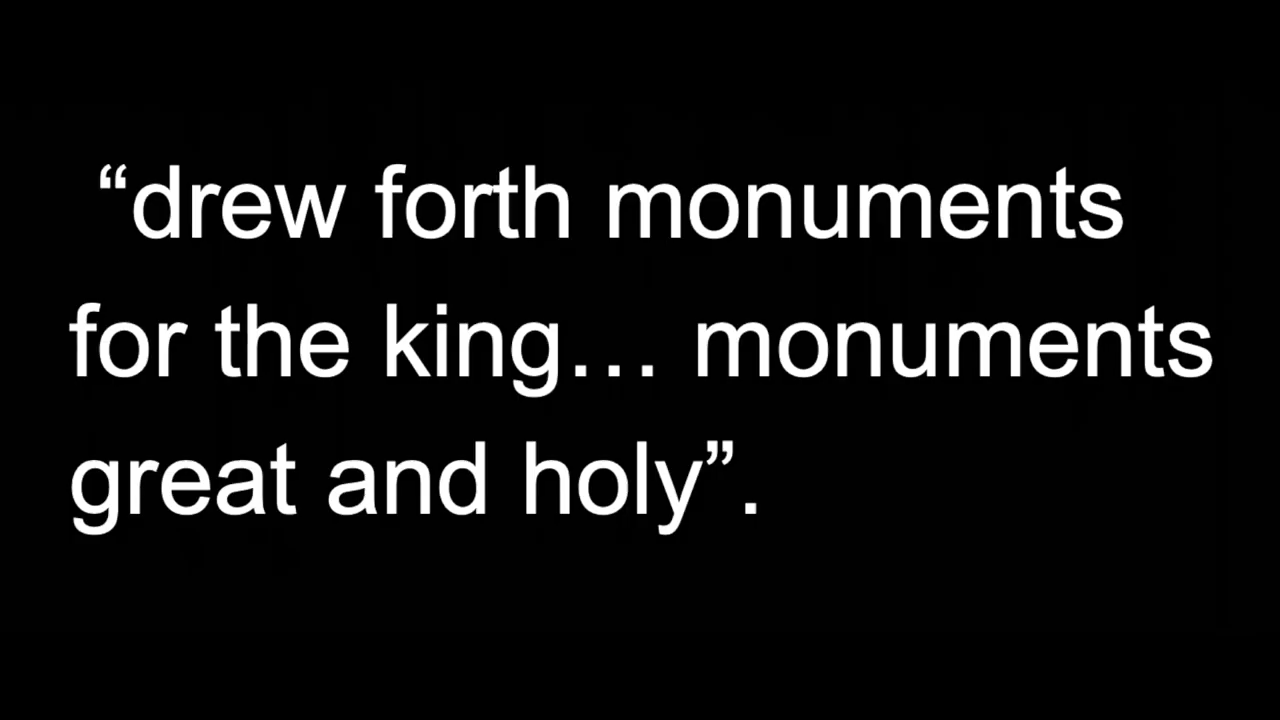 “drew forth monuments
for the king… monuments
great and holy”.